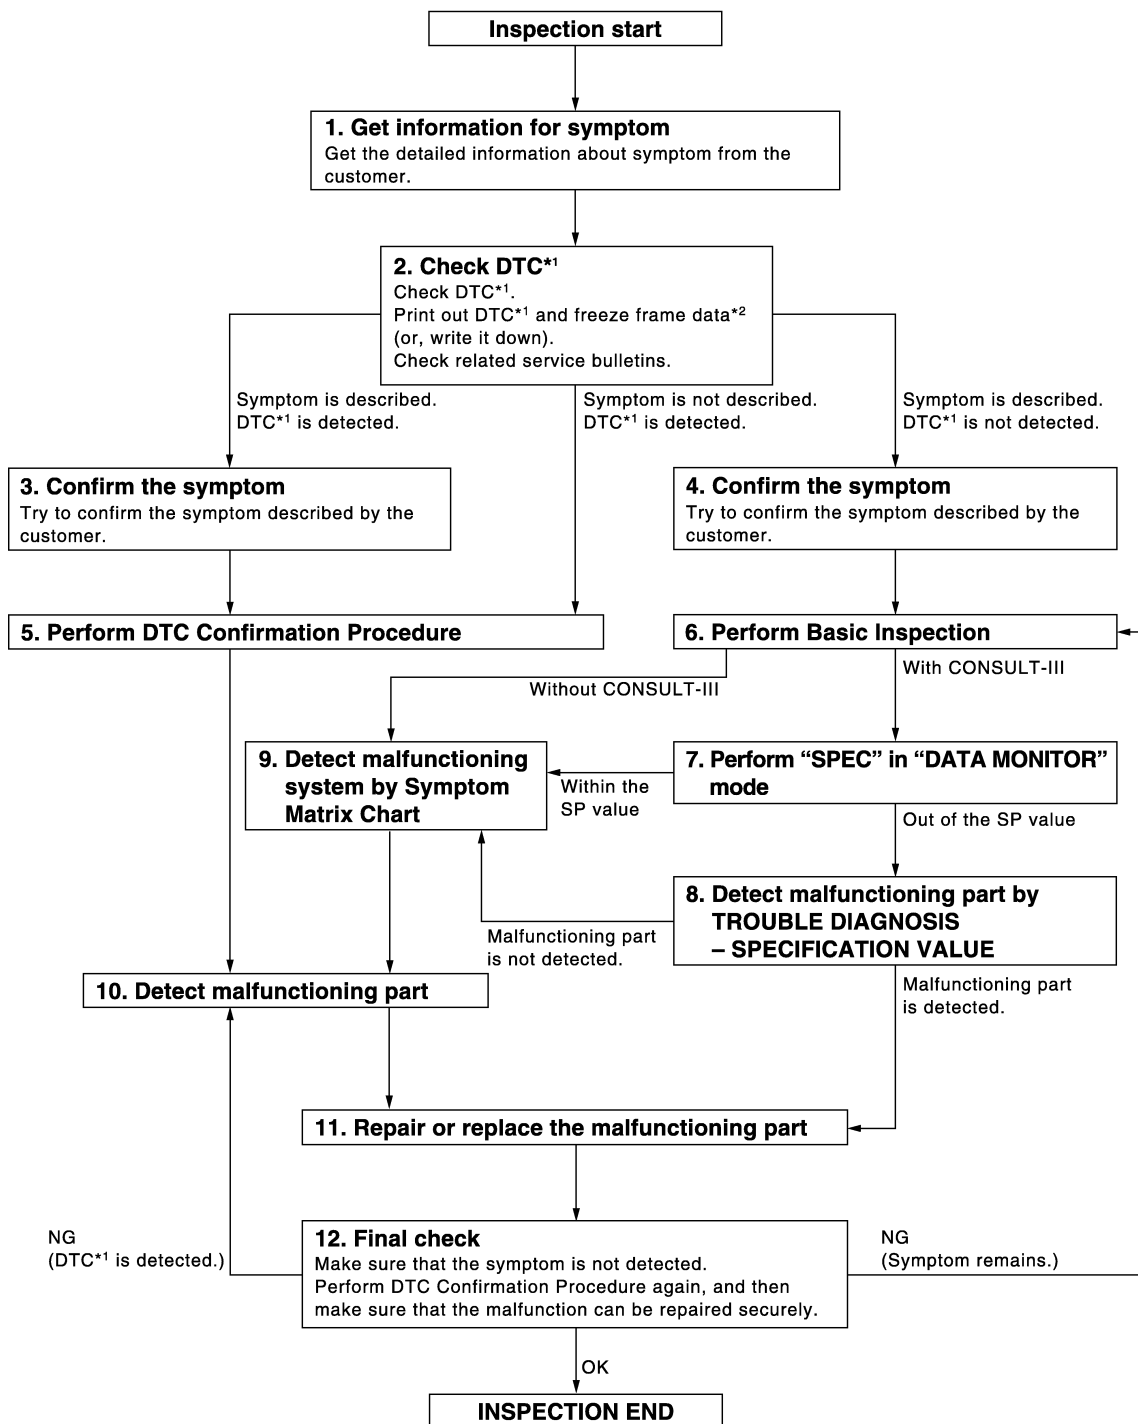 Inspection start
1. Get information for symptom
Get the detailed information about symptom from the
customer.
2. Check DTC*1
Check DTC*1.
Print out DTC*1 and freeze frame data*2
(or, write it down).
Check related service bulletins.
Symptom is described.
DTC*1 is detected.
Symptom is not described.
DTC*1 is detected.
Symptom is described.
DTC*1 is not detected.
3. Confirm the symptom
Try to confirm the symptom described by the
customer.
4. Confirm the symptom
Try to confirm the symptom described by the
customer.
5. Perform DTC Confirmation Procedure
6. Perform Basic Inspection
Without CONSULT-III
With CONSULT-III
9. Detect malfunctioning
system by Symptom
Matrix Chart
Within the
SP value
7. Perform “SPEC” in “DATA MONITOR”
mode
Out of the SP value
8. Detect malfunctioning part by
TROUBLE DIAGNOSIS
– SPECIFICATION VALUE
Malfunctioning part
is not detected.
Malfunctioning part
is detected.
10. Detect malfunctioning part
11. Repair or replace the malfunctioning part
NG
(DTC*1 is detected.)
12. Final check
Make sure that the symptom is not detected.
Perform DTC Confirmation Procedure again, and then
make sure that the malfunction can be repaired securely.
NG
(Symptom remains.)
OK
INSPECTION END